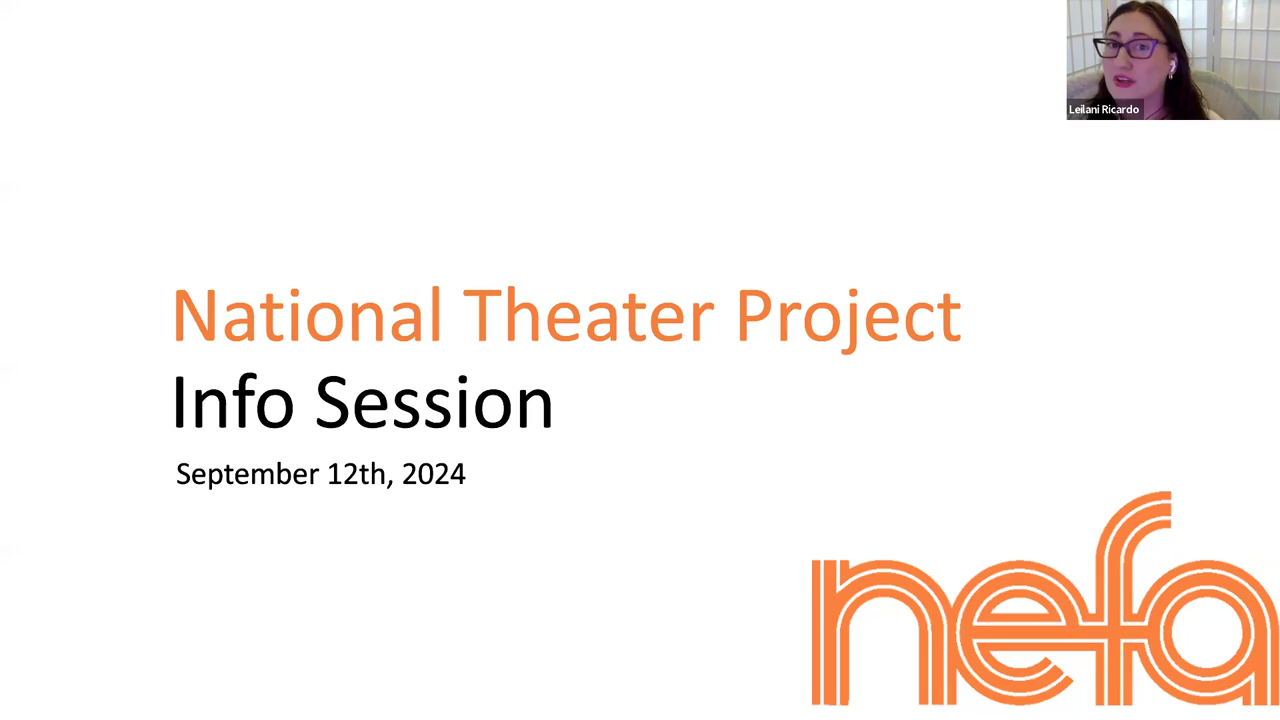 Leilani Ricardo
National Theater Project
Info Session
September 12th, 2024
nefa